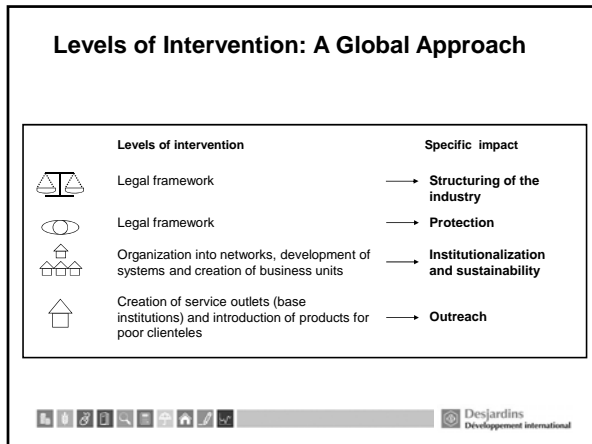 Levels of Intervention: A Global Approach
Levels of intervention Specific impact
Legal framework Structuring of the
industry
Legal framework Protection
Organization into networks, development of
systems and creation of business units
Institutionalization
and sustainability
Creation of service outlets (base
institutions) and introduction of products for
poor clienteles
Outreach
Desjardins
Développement international